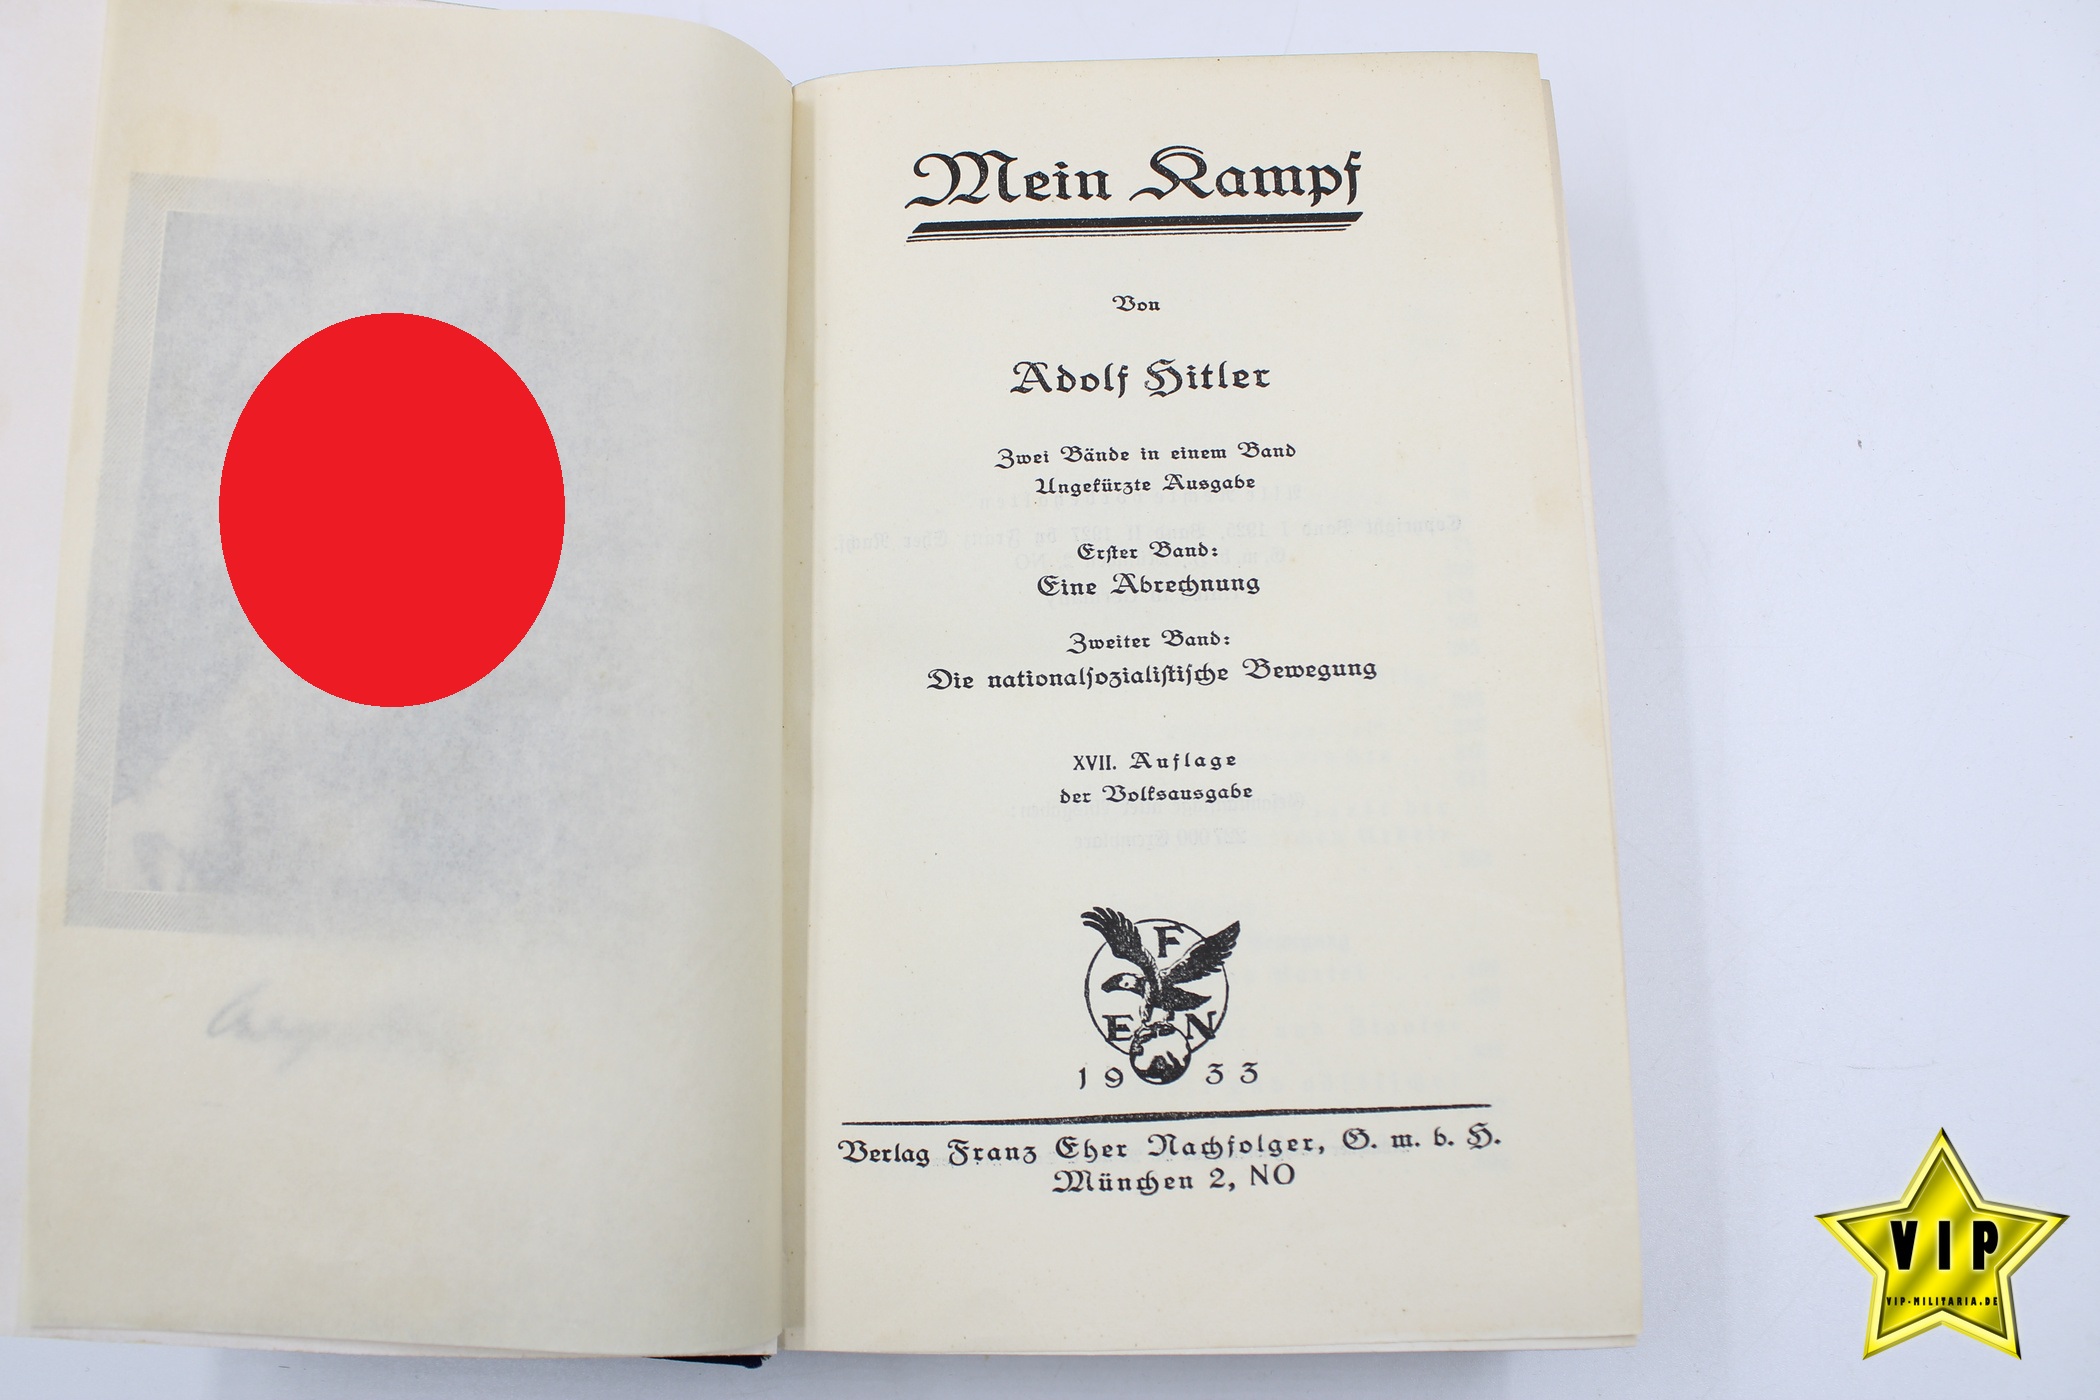 Mein Kampf
Von
Adolf Hitler
Zwei Bände in einem Band
Ungekürzte Ausgabe
Erster Band:
Eine Abrechnung
Zweiter Band:
Die nationalsozialistische Bewegung
XVII. Auflage
der Volksausgabe
F
E N
1933
Verlag Franz Eher Nachfolger, G. m. b. H.
München 2, NO
VIP
VIP-MILITARIA.DE